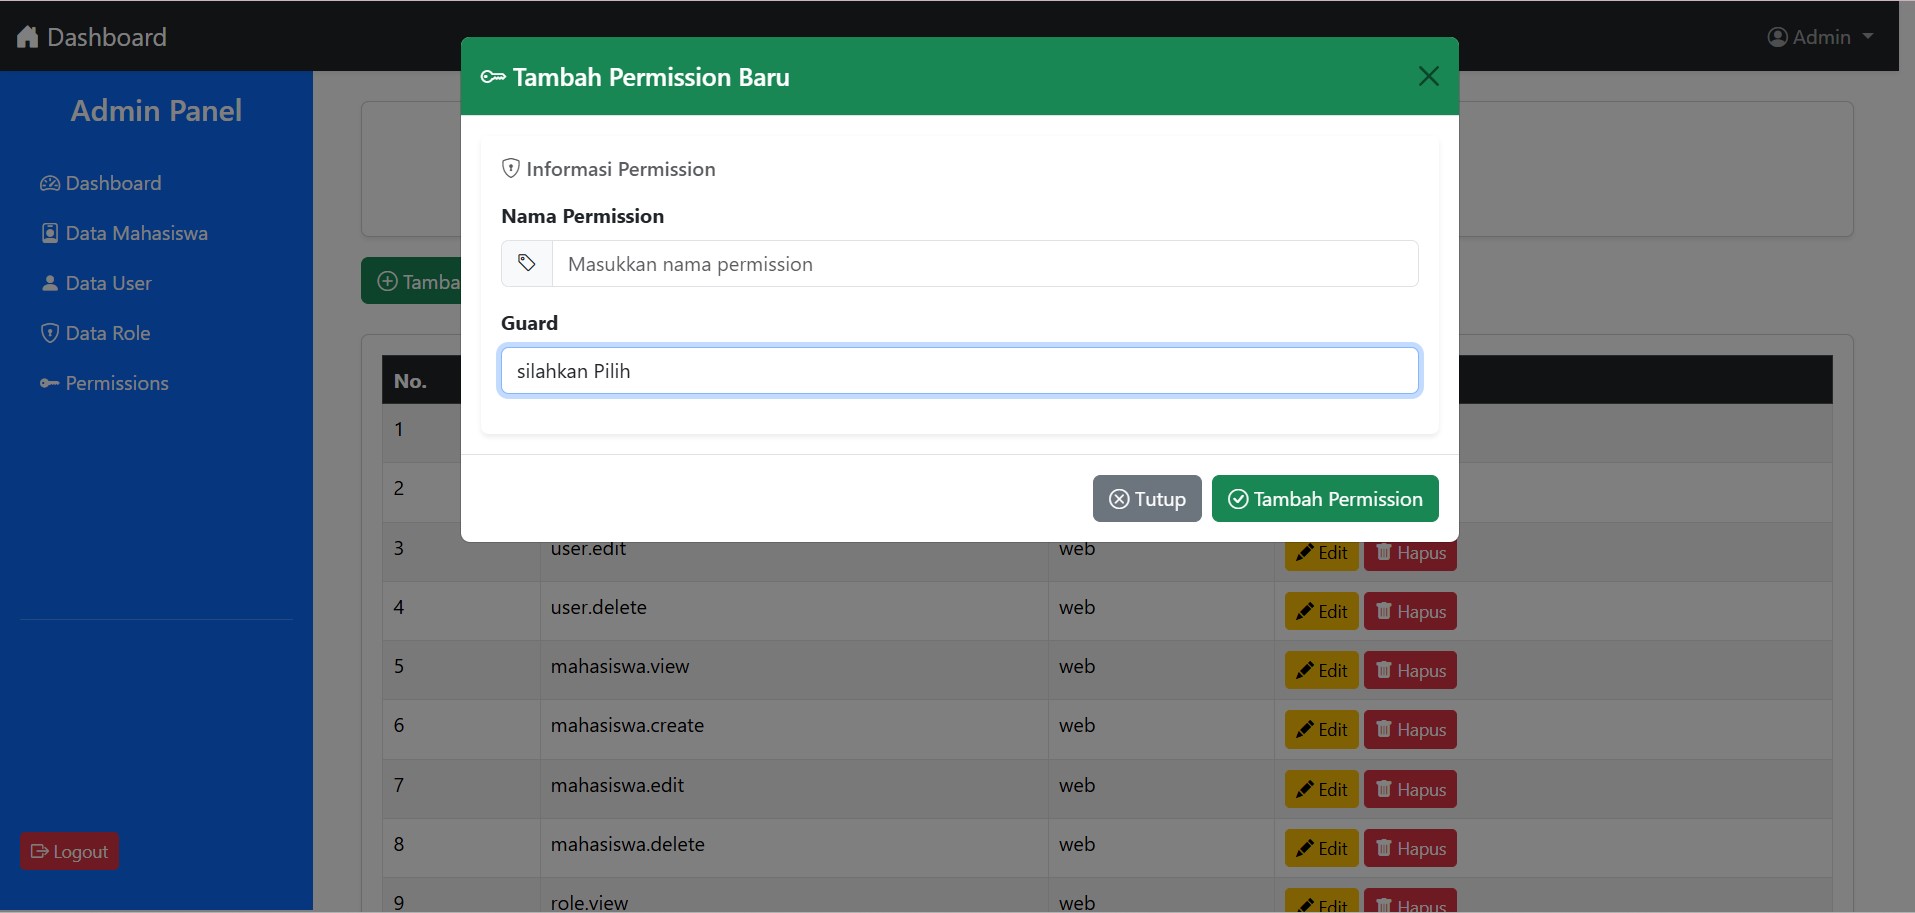 Dashboard
Admin
Admin Panel
Dashboard
Data Mahasiswa
Data User
Data Role
Permissions
Logout
Tambah Permission Baru
Informasi Permission
Nama Permission
Masukkan nama permission
Guard
silahkan Pilih
Tutup
Tambah Permission
No.
1
2
3 user.edit web Edit Hapus
4 user.delete web Edit Hapus
5 mahasiswa.view web Edit Hapus
6 mahasiswa.create web Edit Hapus
7 mahasiswa.edit web Edit Hapus
8 mahasiswa.delete web Edit Hapus
9 role.view web Edit Hapus